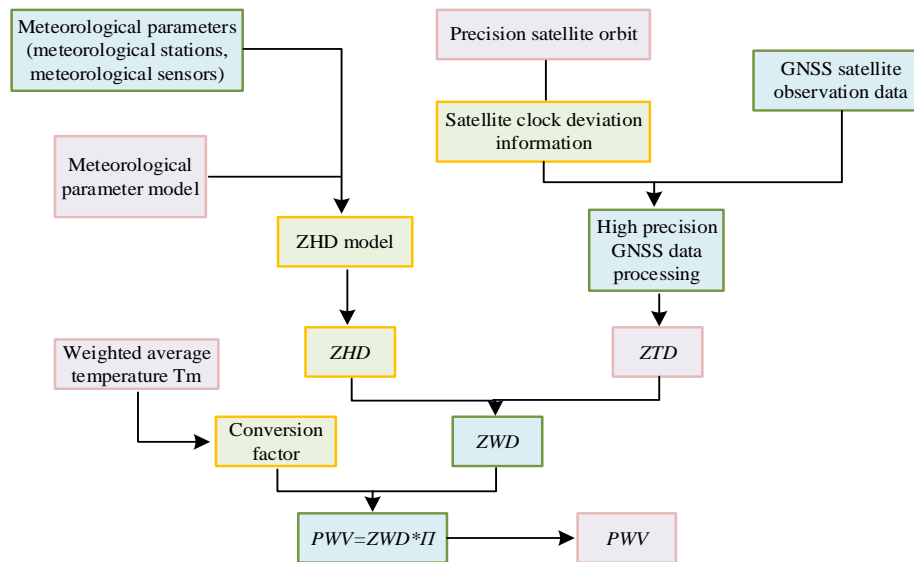 Meteorological parameters
(meteorological stations,
meteorological sensors)
Precision satellite orbit
GNSS satellite
observation data
Satellite clock deviation
information
Meteorological
parameter model
ZHD model
High precision
GNSS data
processing
ZHD
ZTD
Weighted average
temperature Tm
Conversion
factor
ZWD
PWV=ZWD*Π
PWV